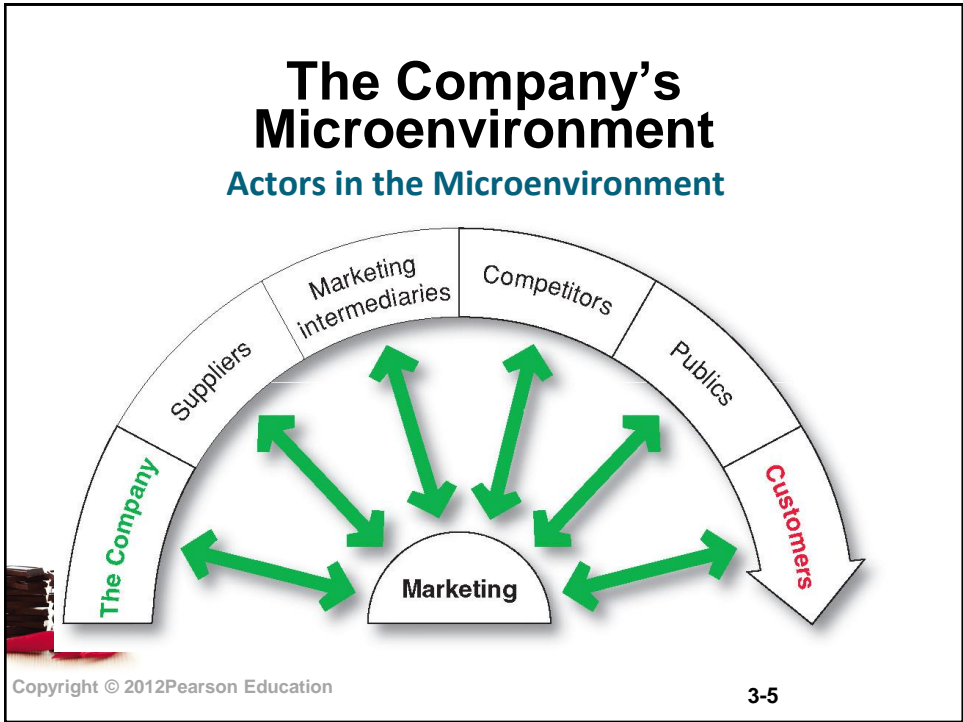 The Company’s
Microenvironment
Actors in the Microenvironment
The Company
Suppliers
Marketing
intermediaries
Competitors
Publics
Customers
Marketing
Copyright © 2012Pearson Education
3-5